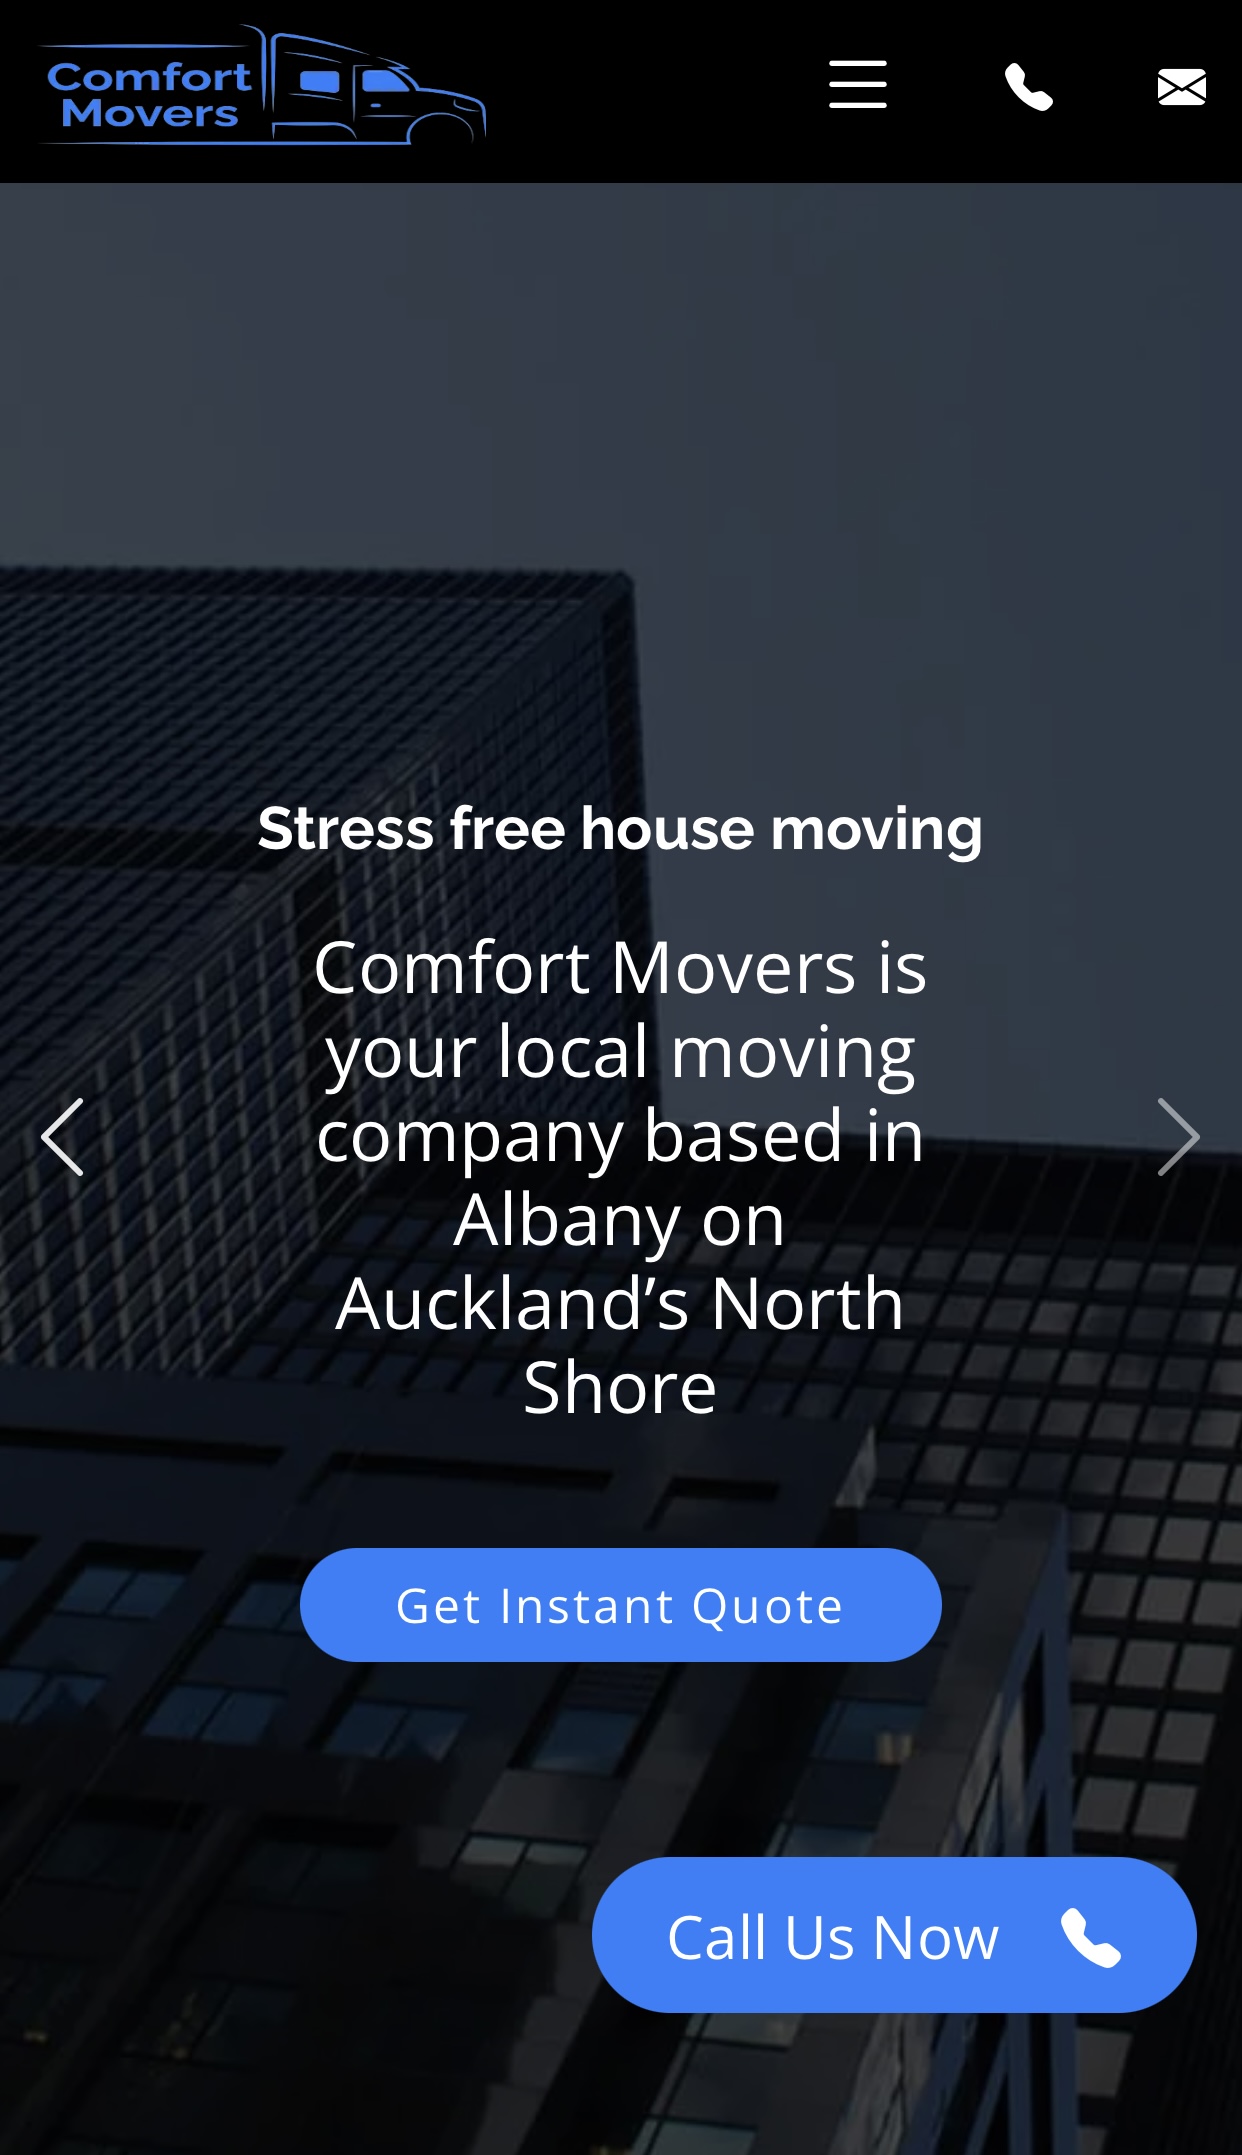 Comfort
Movers
Stress free house moving
Comfort Movers is
your local moving
company based in
Albany on
Auckland’s North
Shore
Get Instant Quote
Call Us Now